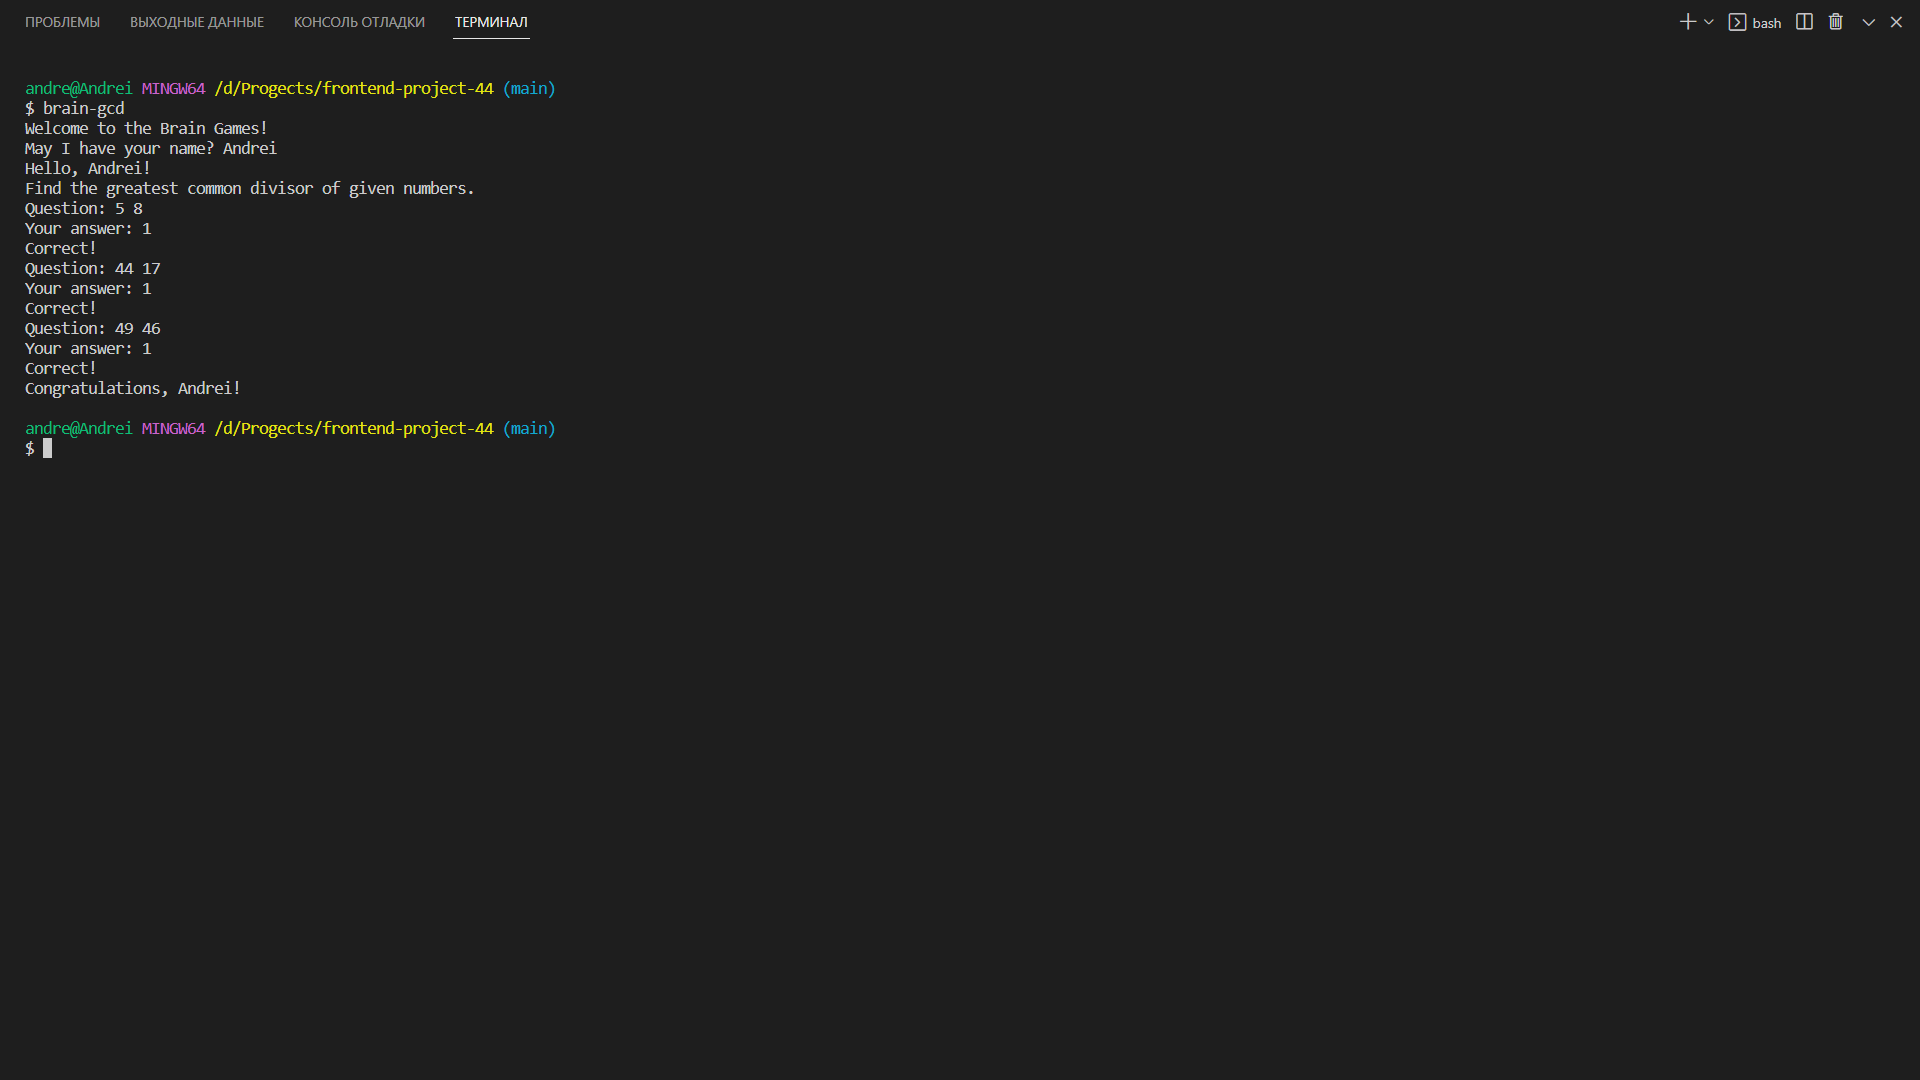 ПРОБЛЕМЫ ВЫХОДНЫЕ ДАННЫЕ КОНСОЛЬ ОТЛАДКИ ТЕРМИНАЛ bash
andre@Andrei MINGW64 /d/Progects/frontend-project-44 (main)
$ brain-gcd
Welcome to the Brain Games!
May I have your name? Andrei
Hello, Andrei!
Find the greatest common divisor of given numbers.
Question: 5 8
Your answer: 1
Correct!
Question: 44 17
Your answer: 1
Correct!
Question: 49 46
Your answer: 1
Correct!
Congratulations, Andrei!
andre@Andrei MINGW64 /d/Progects/frontend-project-44 (main)
$